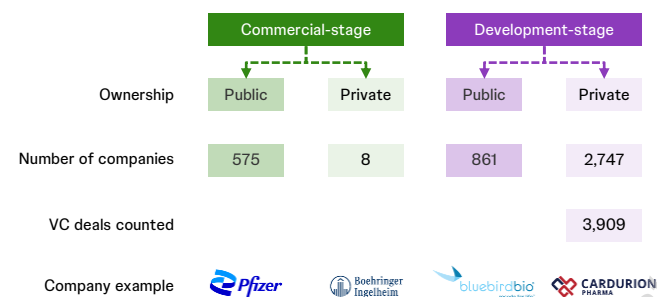 Commercial-stage Development-stage
Ownership Public Private Public Private
Number of companies 575 8 861 2,747
VC deals counted 3,909
Company example Pfizer Boehringer Ingelheim bluebirdbio CARDURION PHARMA